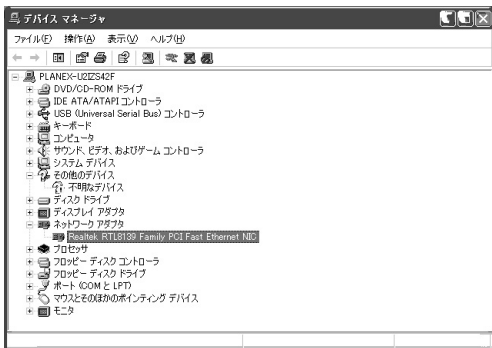 デバイス マネージャ
ファイル(F) 操作(A) 表示(V) ヘルプ(H)
PLANEX-U2IZS42F
DVD/CD-ROM ドライブ
IDE ATA/ATAPI コントローラ
USB (Universal Serial Bus) コントローラ
キーボード
コンピュータ
サウンド、ビデオ、およびゲーム コントローラ
システム デバイス
その他のデバイス
不明なデバイス
ディスク ドライブ
ディスプレイ アダプタ
ネットワーク アダプタ
Realtek RTL8139 Family PCI Fast Ethernet NIC
プロセッサ
フロッピー ディスク コントローラ
フロッピー ディスク ドライブ
ポート (COM と LPT)
マウスとそのほかのポインティング デバイス
モニタ